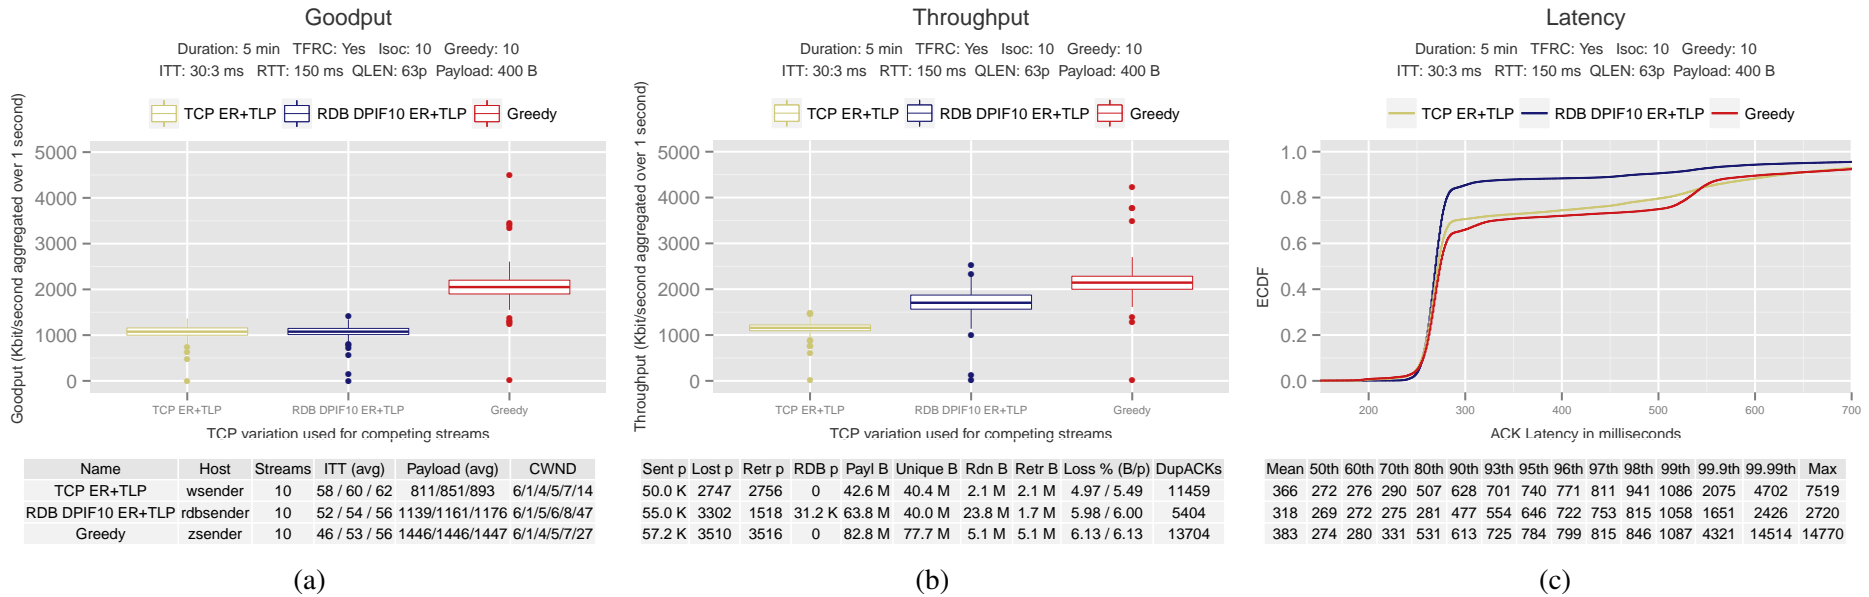 Goodput
Duration: 5 min TFRC: Yes Isoc: 10 Greedy: 10
ITT: 30:3 ms RTT: 150 ms QLEN: 63p Payload: 400 B
TCP ER+TLP RDB DPIF10 ER+TLP Greedy
Goodput (Kbit/second aggregated over 1 second)
5000
4000
3000
2000
1000
0
TCP ER+TLP RDB DPIF10 ER+TLP Greedy
TCP variation used for competing streams
Name Host Streams ITT (avg) Payload (avg) CWND
TCP ER+TLP wsender 10 58 / 60 / 62 811/851/893 6/1/4/5/7/14
RDB DPIF10 ER+TLP rdbsender 10 52 / 54 / 56 1139/1161/1176 6/1/5/6/8/47
Greedy zsender 10 46 / 53 / 56 1446/1446/1447 6/1/4/5/7/27
(a)
Throughput
Duration: 5 min TFRC: Yes Isoc: 10 Greedy: 10
ITT: 30:3 ms RTT: 150 ms QLEN: 63p Payload: 400 B
TCP ER+TLP RDB DPIF10 ER+TLP Greedy
Throughput (Kbit/second aggregated over 1 second)
5000
4000
3000
2000
1000
0
TCP ER+TLP RDB DPIF10 ER+TLP Greedy
TCP variation used for competing streams
Sent p Lost p Retr p RDB p Payl B Unique B Rdn B Retr B Loss % (B/p) DupACKs
50.0 K 2747 2756 0 42.6 M 40.4 M 2.1 M 2.1 M 4.97 / 5.49 11459
55.0 K 3302 1518 31.2 K 63.8 M 40.0 M 23.8 M 1.7 M 5.98 / 6.00 5404
57.2 K 3510 3516 0 82.8 M 77.7 M 5.1 M 5.1 M 6.13 / 6.13 13704
(b)
Latency
Duration: 5 min TFRC: Yes Isoc: 10 Greedy: 10
ITT: 30:3 ms RTT: 150 ms QLEN: 63p Payload: 400 B
TCP ER+TLP RDB DPIF10 ER+TLP Greedy
ECDF
1.0
0.8
0.6
0.4
0.2
0.0
200 300 400 500 600 700
ACK Latency in milliseconds
Mean 50th 60th 70th 80th 90th 93th 95th 96th 97th 98th 99th 99.9th 99.99th Max
366 272 276 290 507 628 701 740 771 811 941 1086 2075 4702 7519
318 269 272 275 281 477 554 646 722 753 815 1058 1651 2426 2720
383 274 280 331 531 613 725 784 799 815 846 1087 4321 14514 14770
(c)